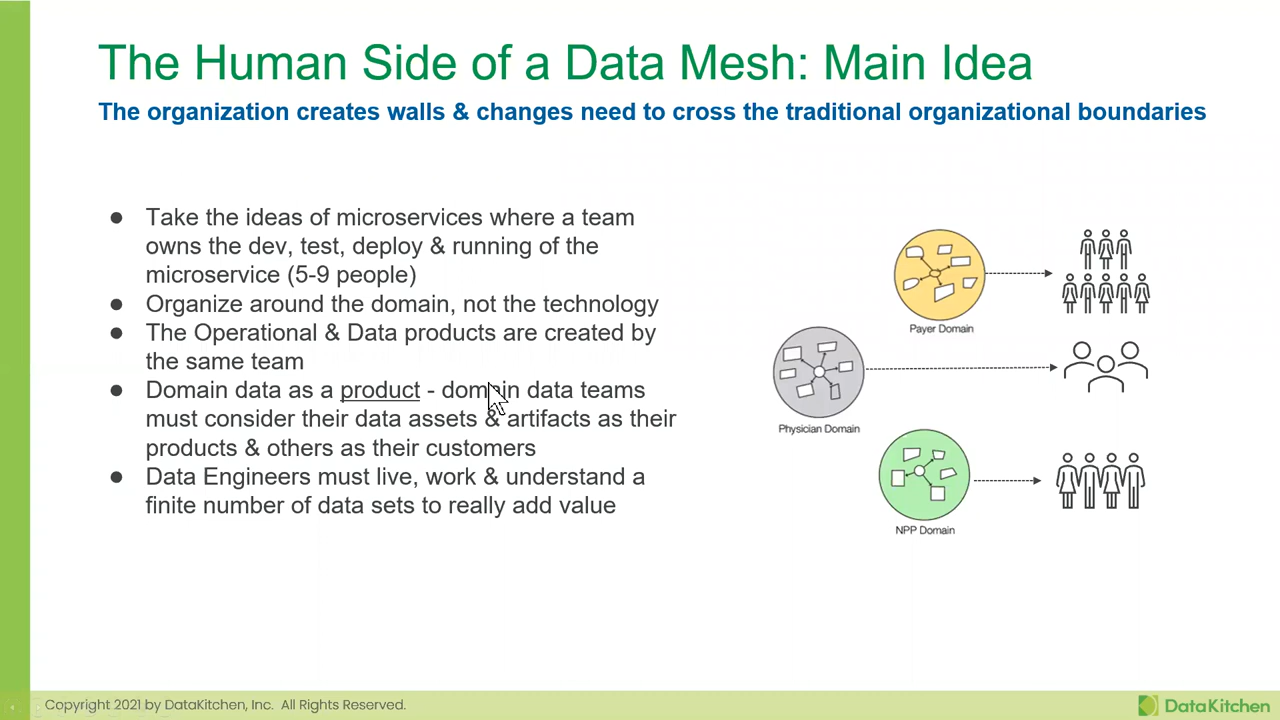 The Human Side of a Data Mesh: Main Idea
The organization creates walls & changes need to cross the traditional organizational boundaries
● Take the ideas of microservices where a team
owns the dev, test, deploy & running of the
microservice (5-9 people)
● Organize around the domain, not the technology
● The Operational & Data products are created by
the same team
● Domain data as a product - domain data teams
must consider their data assets & artifacts as their
products & others as their customers
● Data Engineers must live, work & understand a
finite number of data sets to really add value
Payer Domain
Physician Domain
NPP Domain
Copyright 2021 by DataKitchen, Inc. All Rights Reserved.
DataKitchen